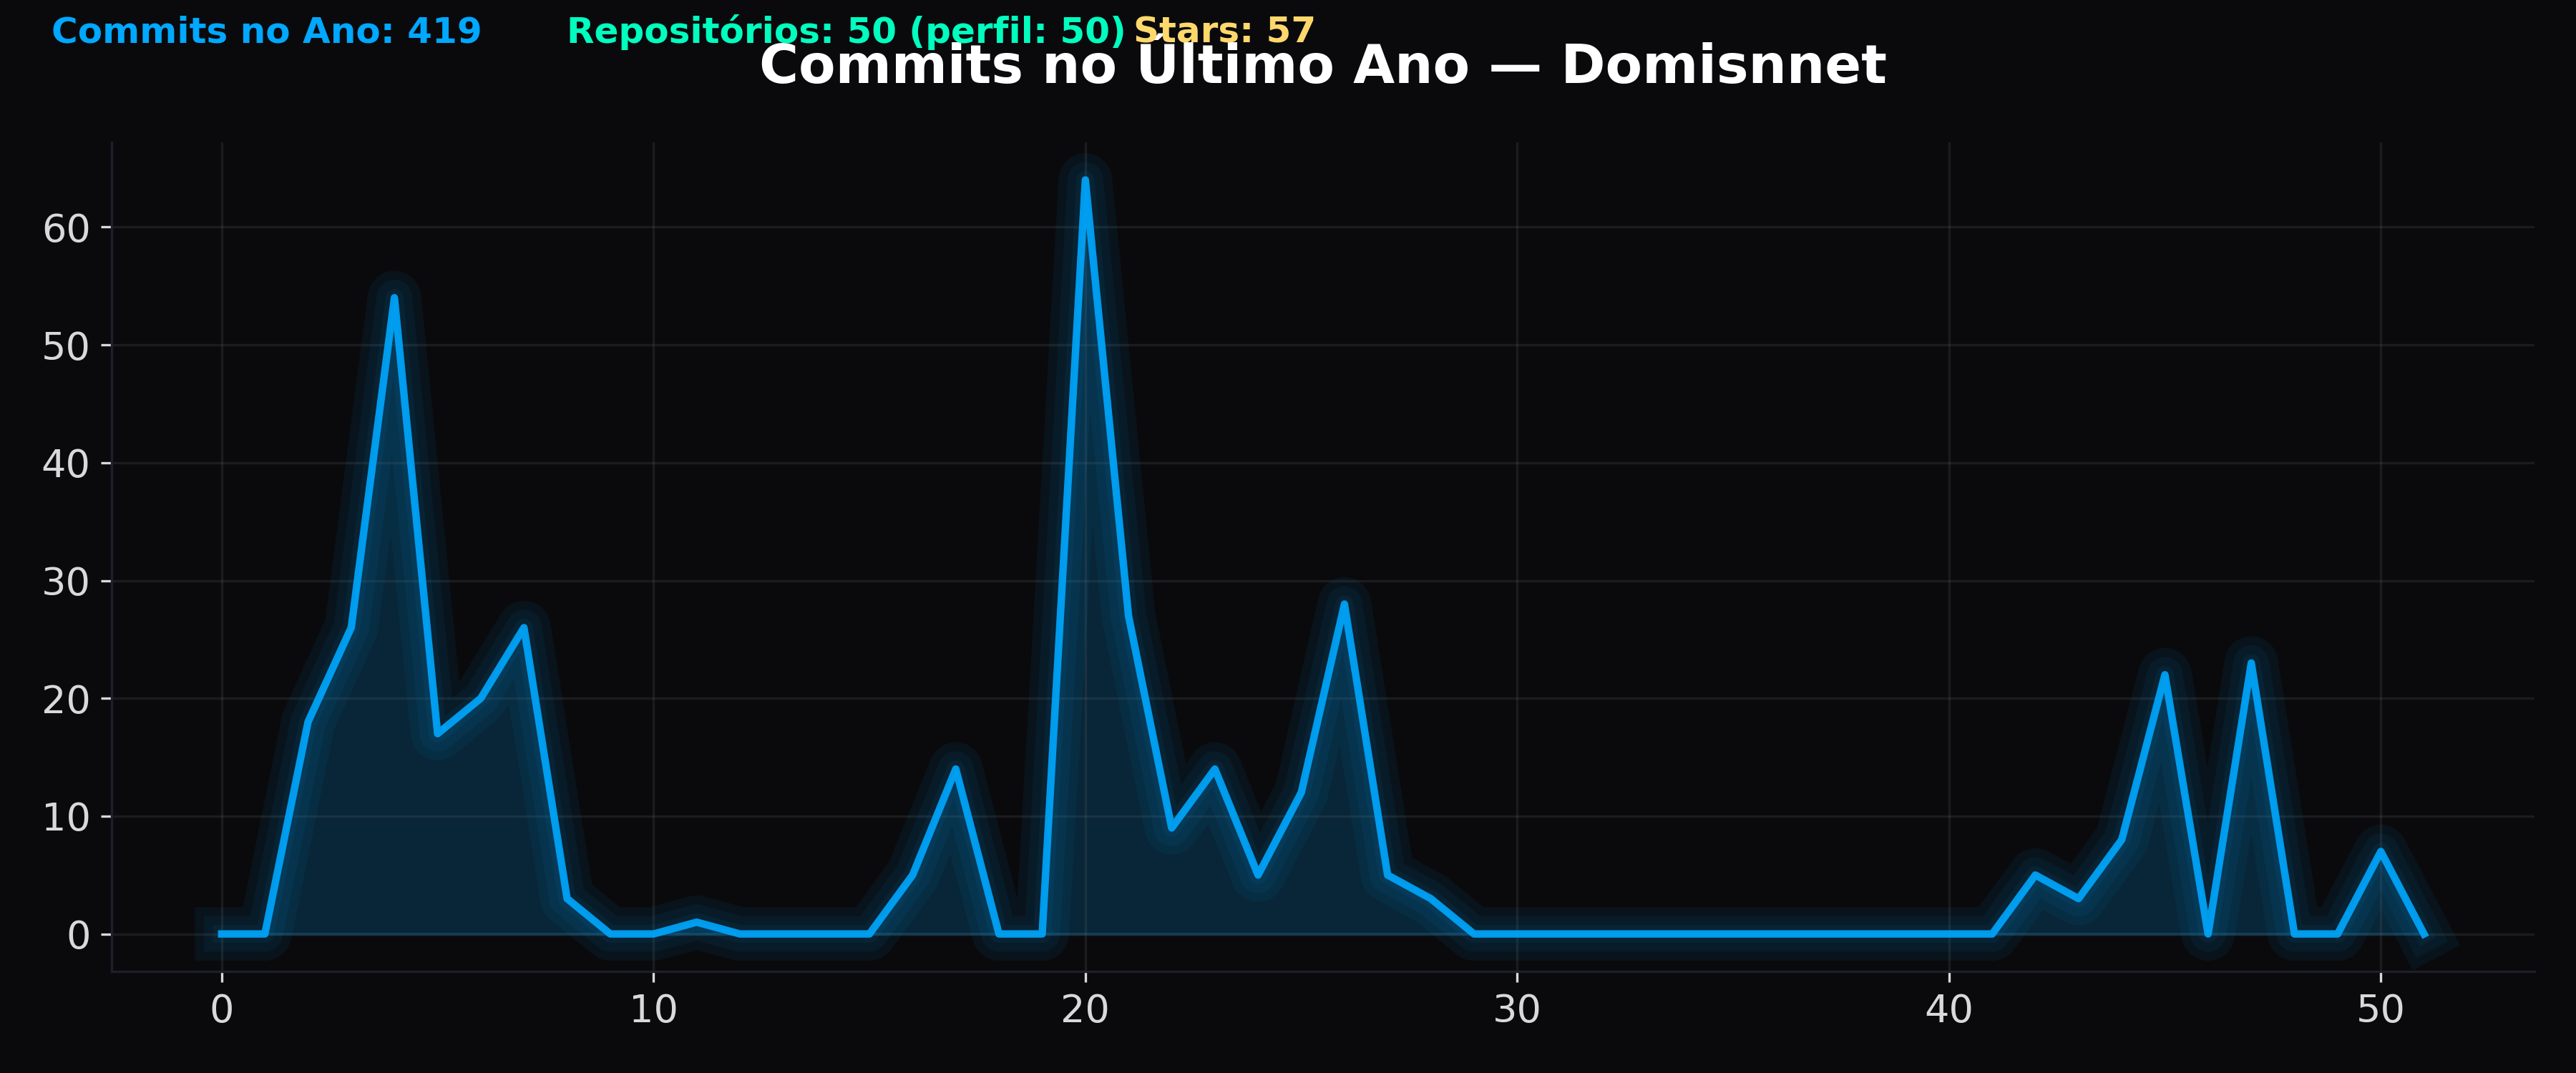 Commits no Ano: 419 Repositórios: 50 (perfil: 50) Stars: 57
Commits no Último Ano — Domisnnet
60
50
40
30
20
10
0
0 10 20 30 40 50